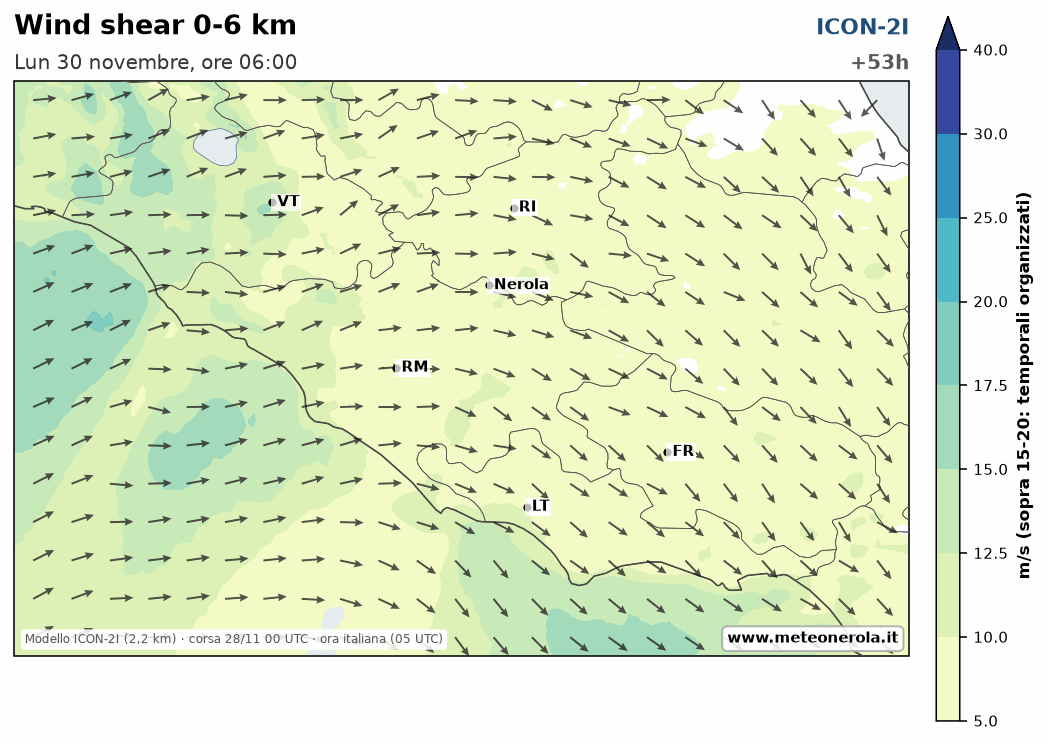 Wind shear 0-6 km
ICON-2I
Lun 30 novembre, ore 06:00
+53h
VT
RI
Nerola
RM
FR
LT
Modello ICON-2I (2,2 km) · corsa 28/11 00 UTC · ora italiana (05 UTC)
www.meteonerola.it
40.0
30.0
25.0
20.0
17.5
15.0
12.5
10.0
5.0
m/s (sopra 15-20: temporali organizzati)